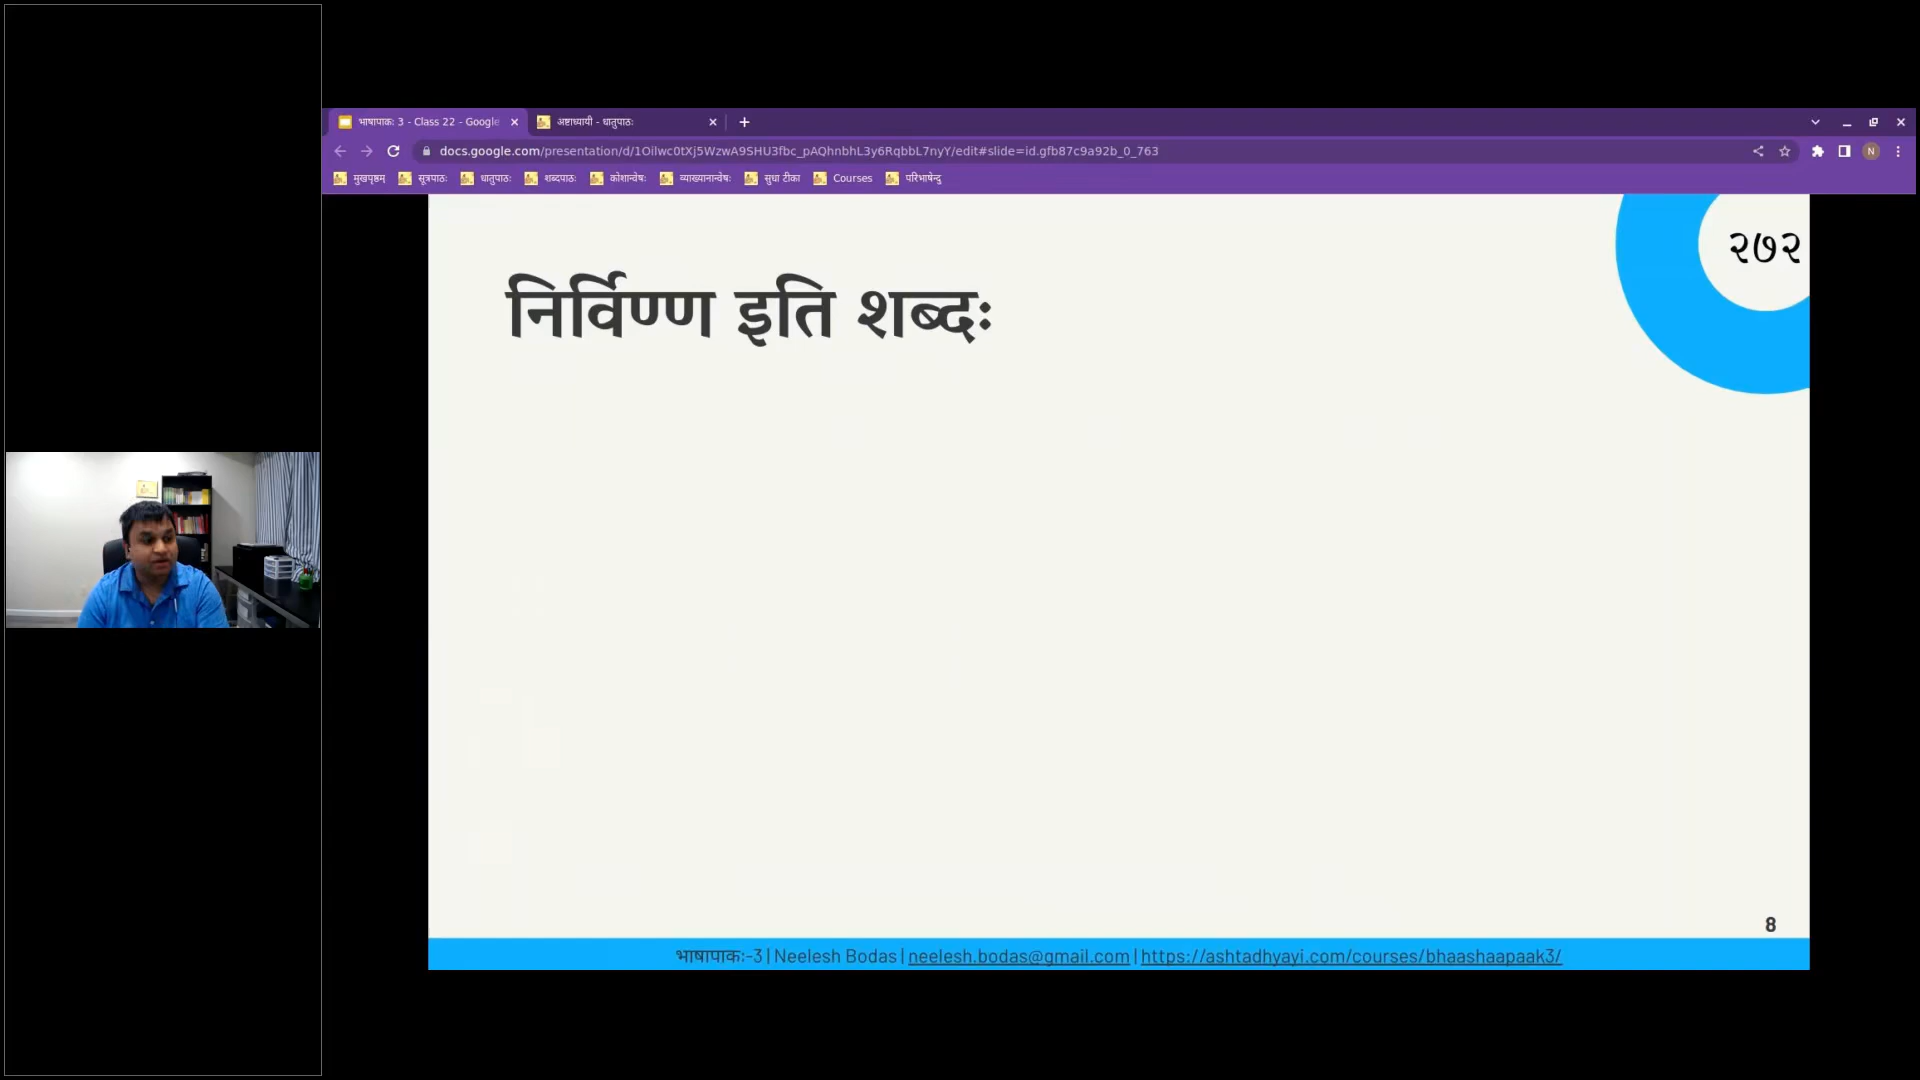 भाषापाकः 3 - Class 22 - Google
अष्टाध्यायी - धातुपाठः
docs.google.com/presentation/d/1Oilwc0tXj5WzwA9SHU3fbc_pAQhnbhL3y6RqbbL7nyY/edit#slide=id.gfb87c9a92b_0_763
N
मुखपृष्ठम् सूत्रपाठः धातुपाठः शब्दपाठः कोशान्वेषः व्याख्यानान्वेषः सुधा टीका Courses परिभाषेन्दु
२७२
निर्विण्ण इति शब्दः
8
भाषापाकः-3 | Neelesh Bodas | neelesh.bodas@gmail.com | https://ashtadhyayi.com/courses/bhaashaapaak3/